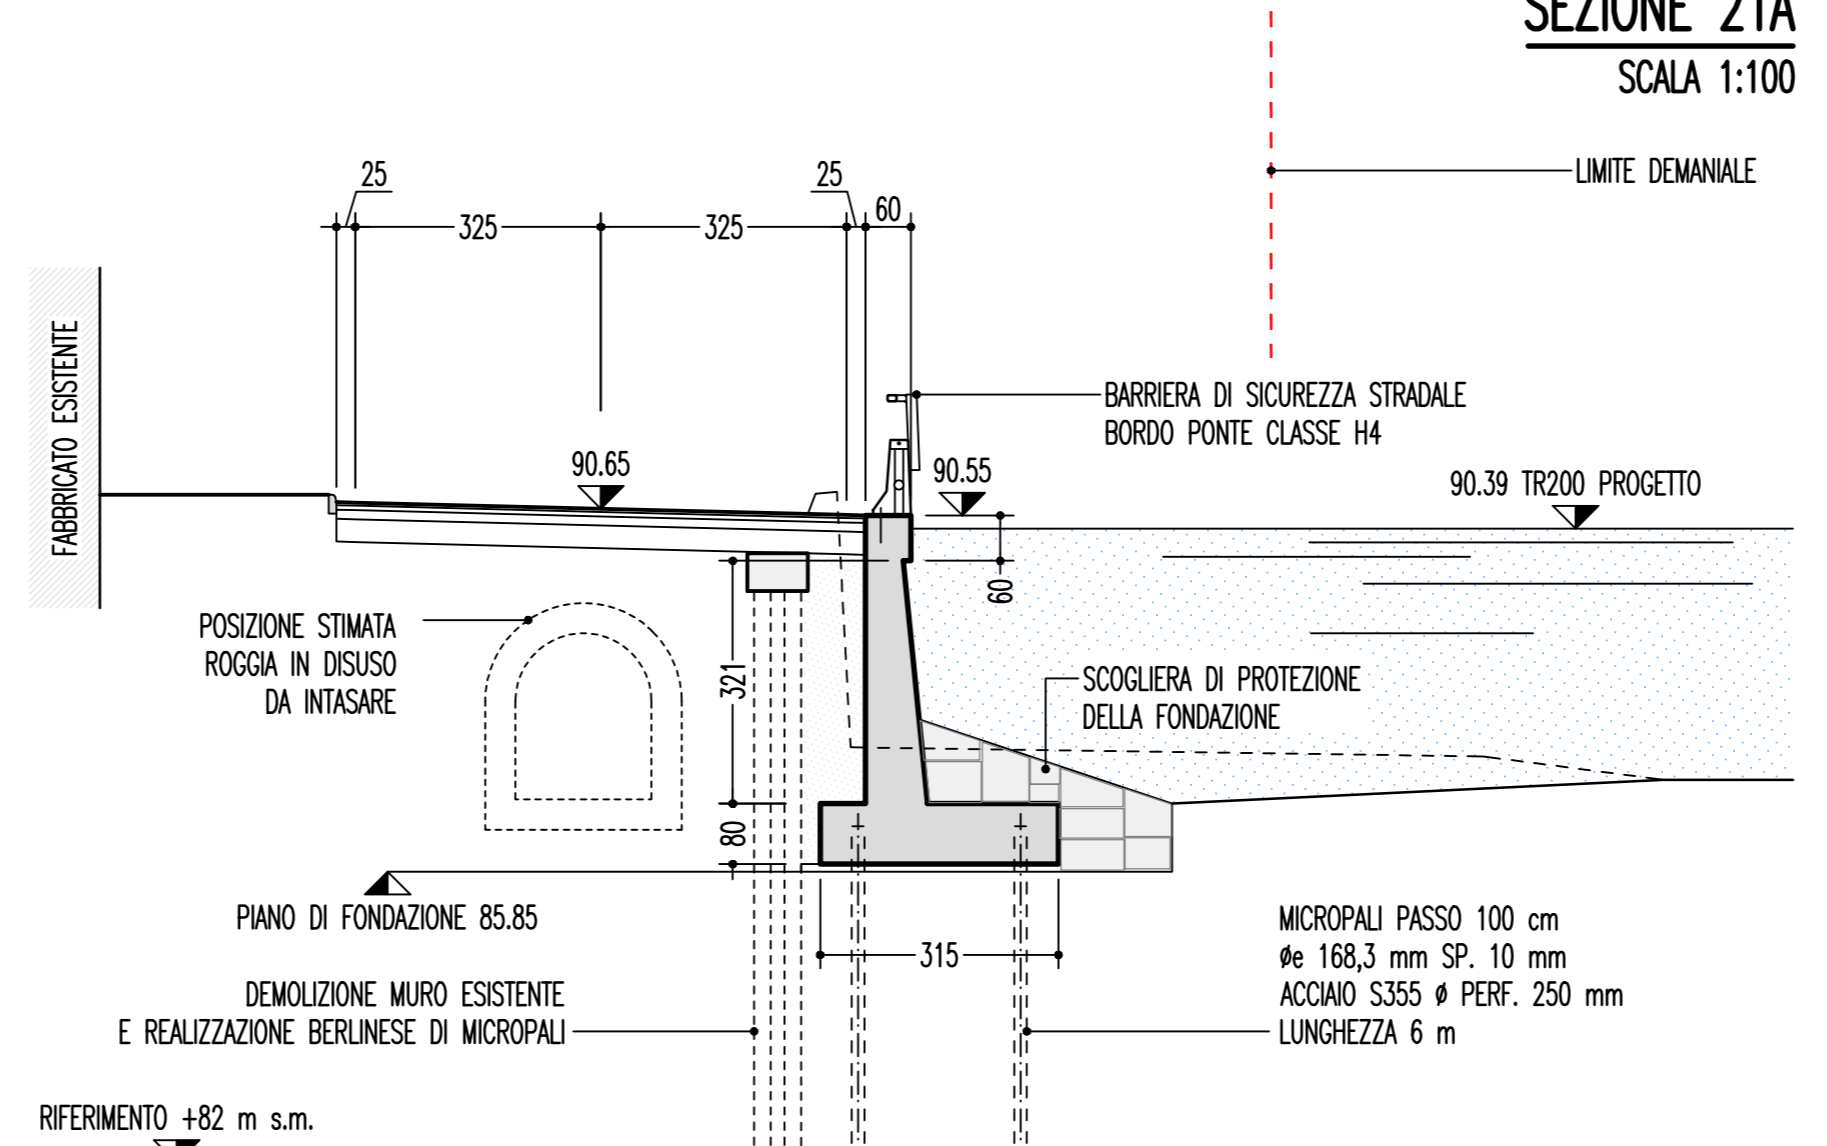 SEZIONE 21A
SCALA 1:100
LIMITE DEMANIALE
25
325
325
25
60
FABBRICATO ESISTENTE
BARRIERA DI SICUREZZA STRADALE
BORDO PONTE CLASSE H4
90.65
90.55
90.39 TR200 PROGETTO
60
POSIZIONE STIMATA
ROGGIA IN DISUSO
DA INTASARE
321
SCOGLIERA DI PROTEZIONE
DELLA FONDAZIONE
80
PIANO DI FONDAZIONE 85.85
315
MICROPALI PASSO 100 cm
øe 168,3 mm SP. 10 mm
ACCIAIO S355 ø PERF. 250 mm
LUNGHEZZA 6 m
DEMOLIZIONE MURO ESISTENTE
E REALIZZAZIONE BERLINESE DI MICROPALI
RIFERIMENTO +82 m s.m.